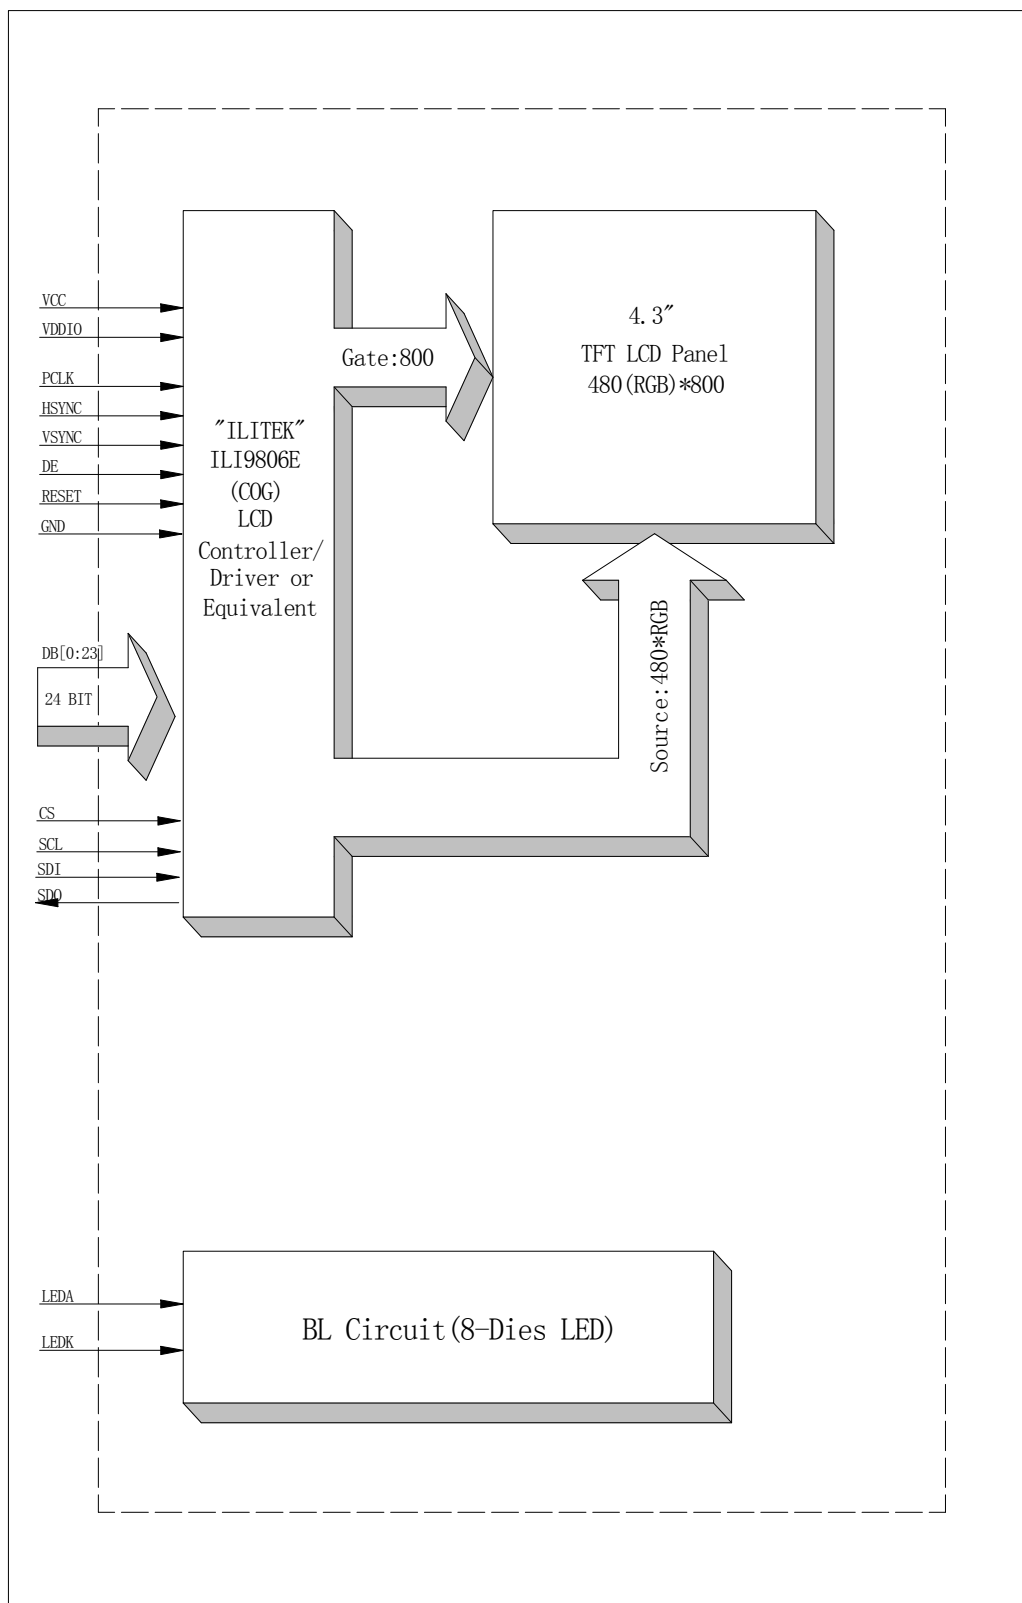 VCC
VDDIO
PCLK
HSYNC
VSYNC
DE
RESET
GND
DB[0:23]
24 BIT
CS
SCL
SDI
SDO
"ILITEK"
ILI9806E
(COG)
LCD
Controller/
Driver or
Equivalent
Gate:800
4.3"
TFT LCD Panel
480(RGB)*800
Source:480*RGB
LEDA
LEDK
BL Circuit(8-Dies LED)